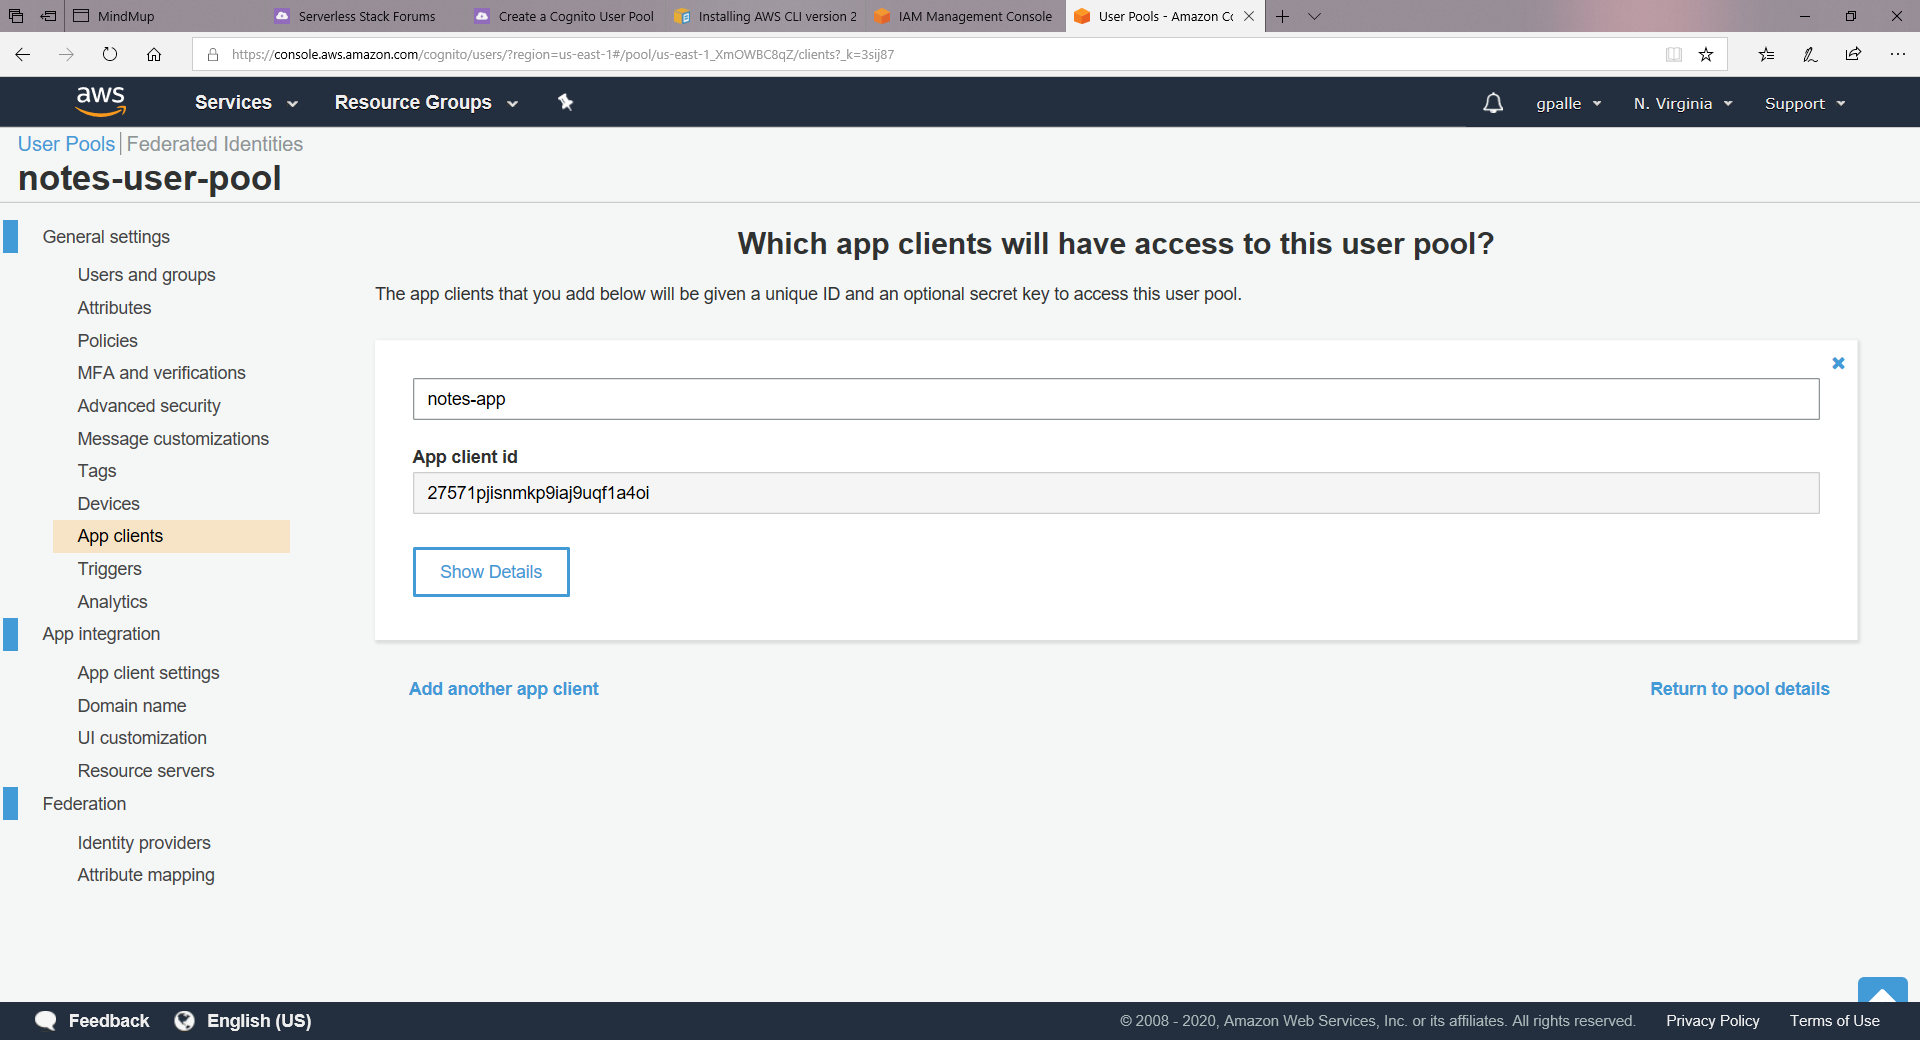 MindMup
Serverless Stack Forums
Create a Cognito User Pool
Installing AWS CLI version 2
IAM Management Console
User Pools - Amazon Co
https://console.aws.amazon.com/cognito/users/?region=us-east-1#/pool/us-east-1_XmOWBC8qZ/clients?_k=3sij87
aws
Services
Resource Groups
gpalle
N. Virginia
Support
User Pools
Federated Identities
notes-user-pool
General settings
Users and groups
Attributes
Policies
MFA and verifications
Advanced security
Message customizations
Tags
Devices
App clients
Triggers
Analytics
App integration
App client settings
Domain name
UI customization
Resource servers
Federation
Identity providers
Attribute mapping
Which app clients will have access to this user pool?
The app clients that you add below will be given a unique ID and an optional secret key to access this user pool.
notes-app
App client id
27571pjisnmkp9iaj9uqf1a4oi
Show Details
Add another app client
Return to pool details
Feedback
English (US)
© 2008 - 2020, Amazon Web Services, Inc. or its affiliates. All rights reserved.
Privacy Policy
Terms of Use